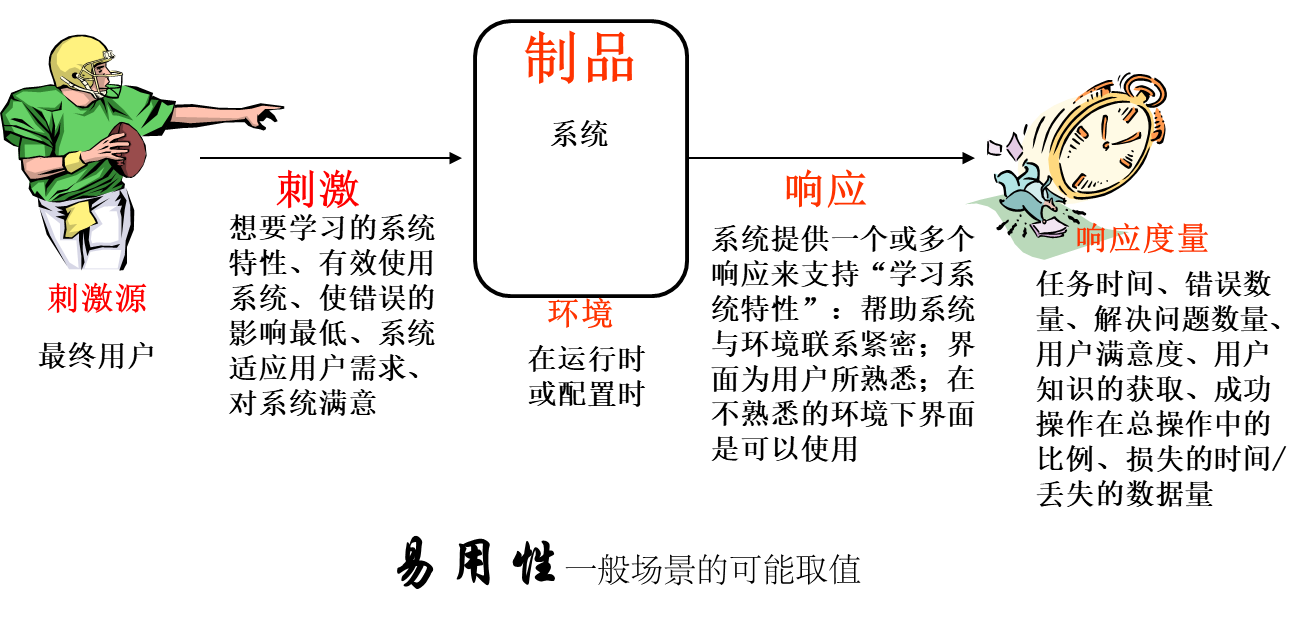 制品
系统
刺激
想要学习的系统
特性、有效使用
系统、使错误的
影响最低、系统
适应用户需求、
对系统满意
刺激源
最终用户
环境
在运行时
或配置时
响应
系统提供一个或多个
响应来支持“学习系
统特性”：帮助系统
与环境联系紧密；界
面为用户所熟悉；在
不熟悉的环境下界面
是可以使用
响应度量
任务时间、错误数
量、解决问题数量、
用户满意度、用户
知识的获取、成功
操作在总操作中的
比例、损失的时间/
丢失的数据量
易用性一般场景的可能取值